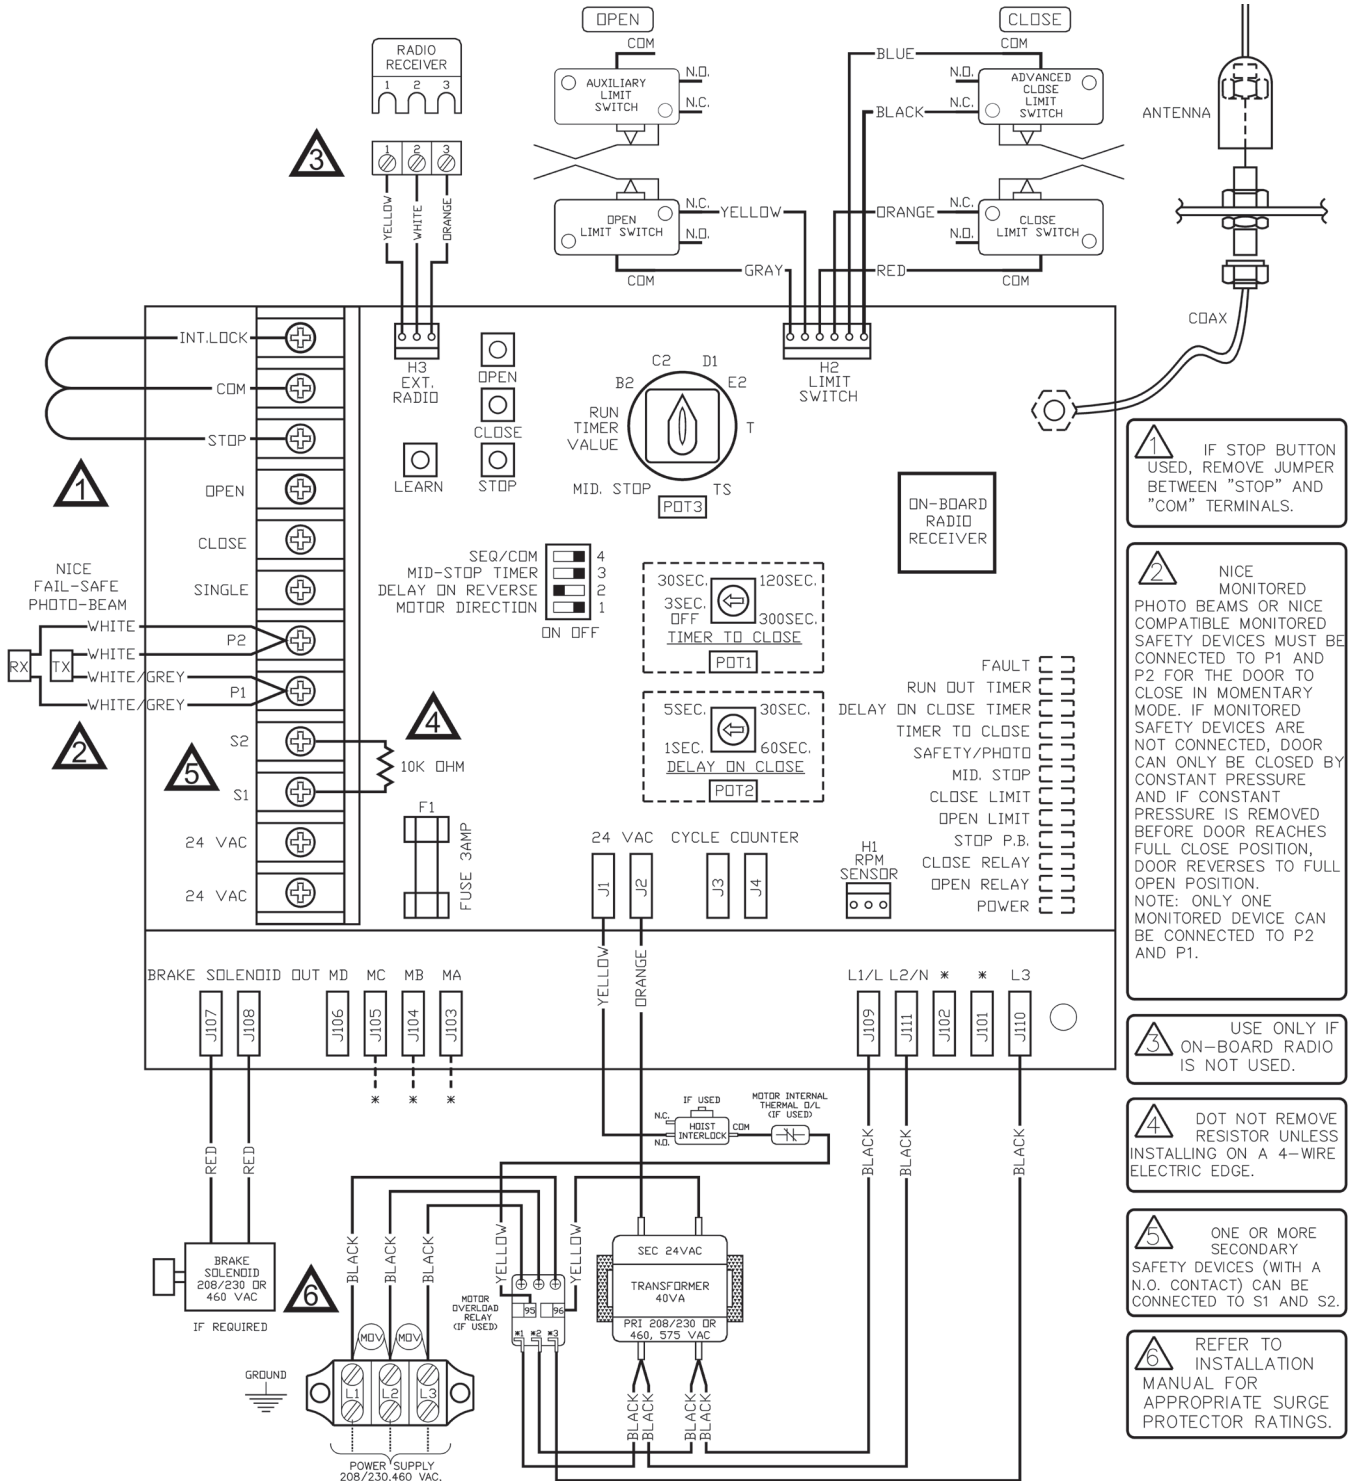 OPEN
CLOSE
COM
COM
RADIO
RECEIVER
1 2 3
N.O.
N.C.
AUXILIARY
LIMIT
SWITCH
BLUE
BLACK
N.O.
N.C.
ADVANCED
CLOSE
LIMIT
SWITCH
ANTENNA
3
1 2 3
YELLOW
WHITE
ORANGE
OPEN
LIMIT SWITCH
N.C.
N.O.
YELLOW
GRAY
COM
ORANGE
RED
N.C.
N.O.
CLOSE
LIMIT SWITCH
COM
COAX
INT.LOCK
COM
STOP
OPEN
CLOSE
SINGLE
P2
P1
S2
S1
24 VAC
24 VAC
1
NICE
FAIL-SAFE
PHOTO-BEAM
WHITE
WHITE
WHITE/GREY
WHITE/GREY
RX
TX
2
5
4
10K OHM
F1
FUSE 3AMP
H3
EXT.
RADIO
OPEN
CLOSE
STOP
LEARN
C2 D1
B2 E2
RUN
TIMER
VALUE
T
MID. STOP
TS
POT3
H2
LIMIT
SWITCH
ON-BOARD
RADIO
RECEIVER
SEQ/COM 4
MID-STOP TIMER 3
DELAY ON REVERSE 2
MOTOR DIRECTION 1
ON OFF
30SEC. 120SEC.
3SEC.
OFF 300SEC.
TIMER TO CLOSE
POT1
5SEC. 30SEC.
1SEC. 60SEC.
DELAY ON CLOSE
POT2
FAULT
RUN OUT TIMER
DELAY ON CLOSE TIMER
TIMER TO CLOSE
SAFETY/PHOTO
MID. STOP
CLOSE LIMIT
OPEN LIMIT
STOP P.B.
CLOSE RELAY
OPEN RELAY
POWER
24 VAC CYCLE COUNTER
J1
J2
J3
J4
H1
RPM
SENSOR
BRAKE SOLENOID OUT MD MC MB MA
J107
J108
J106
J105
J104
J103
* * *
YELLOW
ORANGE
L1/L L2/N * * L3
J109
J111
J102
J101
J110
RED
RED
BRAKE
SOLENOID
208/230 OR
460 VAC
IF REQUIRED
6
BLACK
BLACK
BLACK
MOV
MOV
GROUND
L1
L2
L3
POWER SUPPLY
208/230.460 VAC.
IF USED
N.C.
N.O.
HOIST
INTERLOCK
COM
MOTOR INTERNAL
THERMAL O/L
(IF USED)
YELLOW
YELLOW
MOTOR
OVERLOAD
RELAY
(IF USED)
95
96
*1 *2 *3
SEC 24VAC
TRANSFORMER
40VA
PRI 208/230 OR
460, 575 VAC
BLACK
BLACK
BLACK
BLACK
BLACK
BLACK
BLACK
1 IF STOP BUTTON
USED, REMOVE JUMPER
BETWEEN "STOP" AND
"COM" TERMINALS.
2 NICE
MONITORED
PHOTO BEAMS OR NICE
COMPATIBLE MONITORED
SAFETY DEVICES MUST BE
CONNECTED TO P1 AND
P2 FOR THE DOOR TO
CLOSE IN MOMENTARY
MODE. IF MONITORED
SAFETY DEVICES ARE
NOT CONNECTED, DOOR
CAN ONLY BE CLOSED BY
CONSTANT PRESSURE
AND IF CONSTANT
PRESSURE IS REMOVED
BEFORE DOOR REACHES
FULL CLOSE POSITION,
DOOR REVERSES TO FULL
OPEN POSITION.
NOTE: ONLY ONE
MONITORED DEVICE CAN
BE CONNECTED TO P2
AND P1.
3 USE ONLY IF
ON-BOARD RADIO
IS NOT USED.
4 DOT NOT REMOVE
RESISTOR UNLESS
INSTALLING ON A 4-WIRE
ELECTRIC EDGE.
5 ONE OR MORE
SECONDARY
SAFETY DEVICES (WITH A
N.O. CONTACT) CAN BE
CONNECTED TO S1 AND S2.
6 REFER TO
INSTALLATION
MANUAL FOR
APPROPRIATE SURGE
PROTECTOR RATINGS.